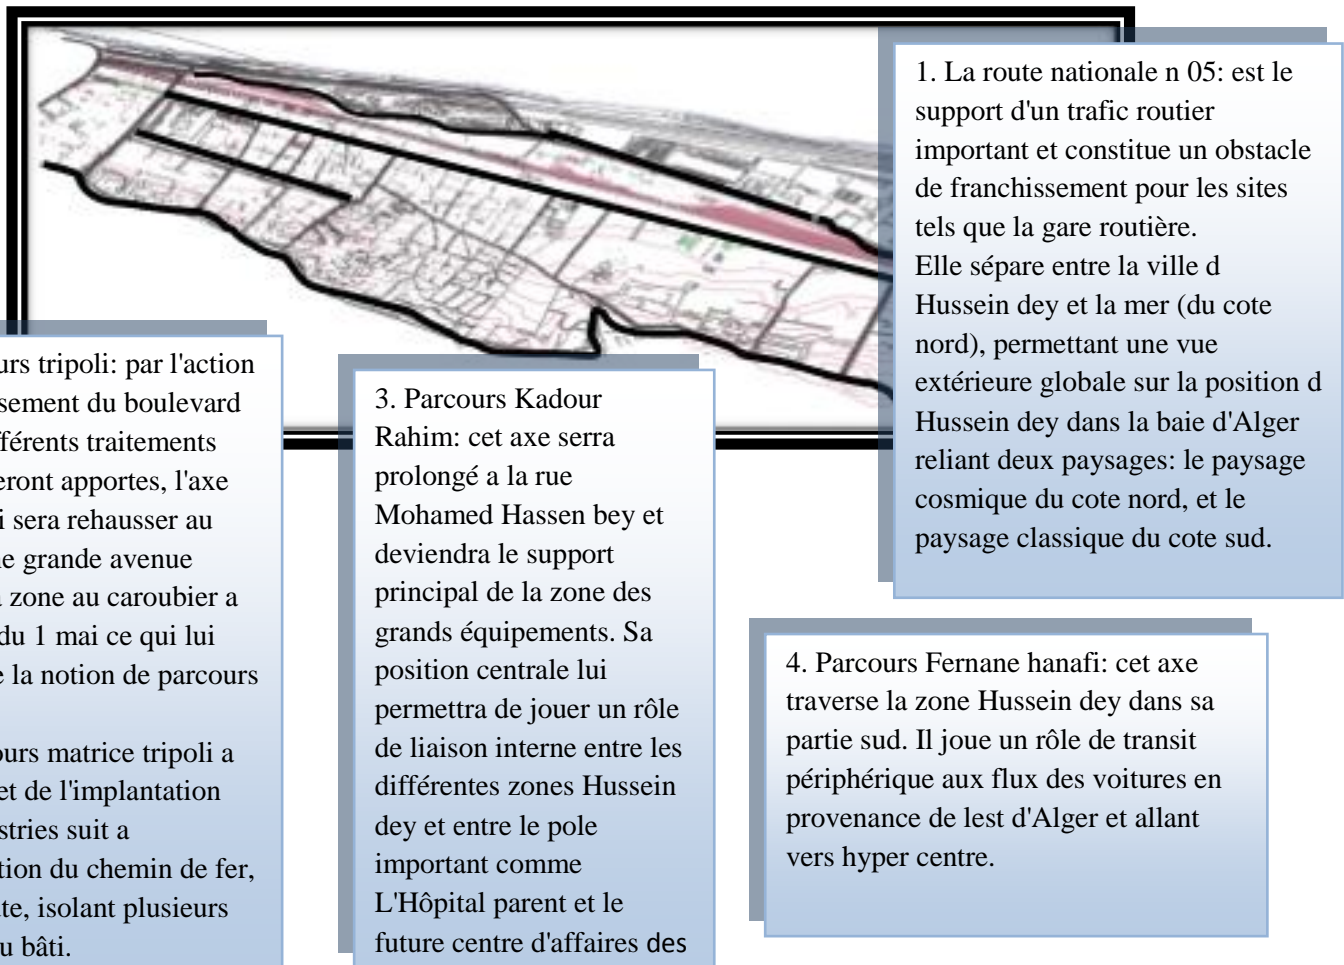 1. La route nationale n 05: est le
support d'un trafic routier
important et constitue un obstacle
de franchissement pour les sites
tels que la gare routière.
Elle sépare entre la ville d
Hussein dey et la mer (du cote
nord), permettant une vue
extérieure globale sur la position d
Hussein dey dans la baie d'Alger
reliant deux paysages: le paysage
cosmique du cote nord, et le
paysage classique du cote sud.
tripoli: par l'action
du boulevard
traitements
apportes, l'axe
sera rehausser au
grande avenue
zone au caroubier a
du 1 mai ce qui lui
la notion de parcours
matrice tripoli a
et de l'implantation
suit a
du chemin de fer,
isolant plusieurs
bâti.
3. Parcours Kadour
Rahim: cet axe serra
prolongé a la rue
Mohamed Hassen bey et
deviendra le support
principal de la zone des
grands équipements. Sa
position centrale lui
permettra de jouer un rôle
de liaison interne entre les
différentes zones Hussein
dey et entre le pole
important comme
L'Hôpital parent et le
future centre d'affaires des
4. Parcours Fernane hanafi: cet axe
traverse la zone Hussein dey dans sa
partie sud. Il joue un rôle de transit
périphérique aux flux des voitures en
provenance de lest d'Alger et allant
vers hyper centre.